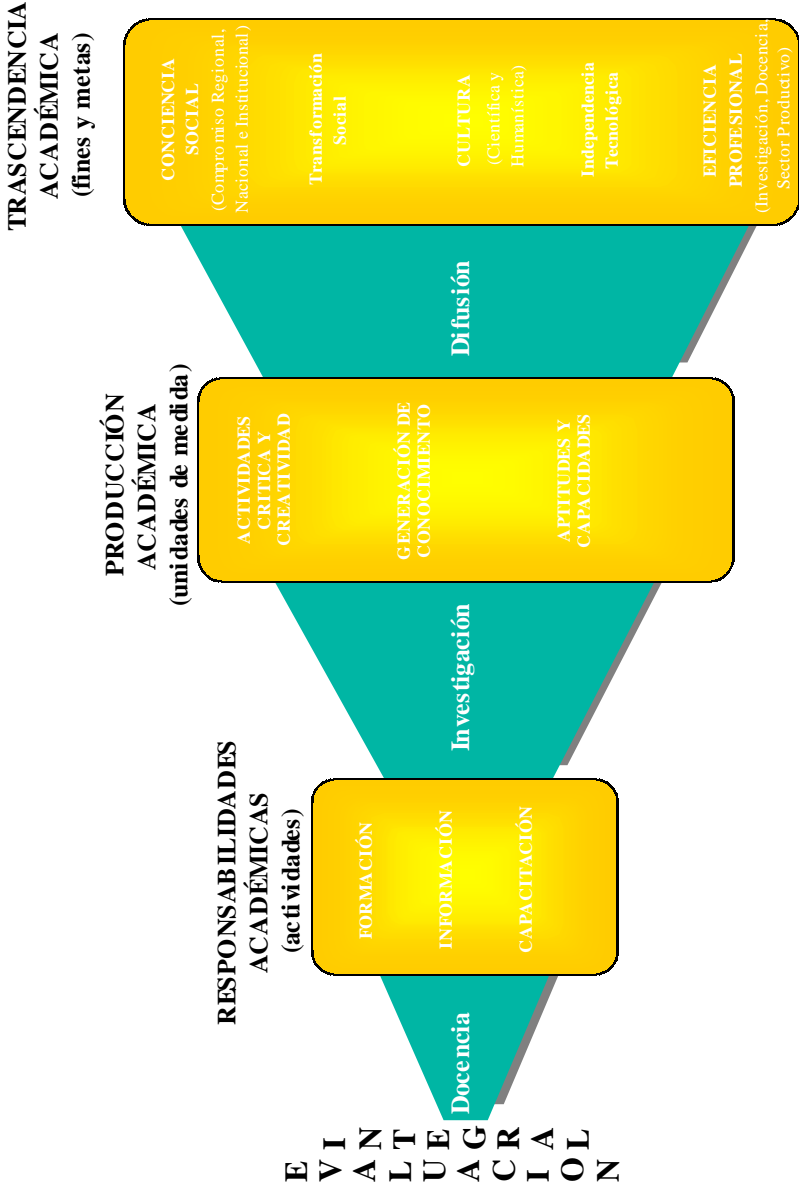 E
V I
A N
L T
U E
A G
C R
I A
O L
N
Docencia
RESPONSABILIDADES
ACADÉMICAS
(actividades)
FORMACIÓN
INFORMACIÓN
CAPACITACIÓN
Investigación
PRODUCCIÓN
ACADÉMICA
(unidades de medida)
ACTIVIDADES
CRITICA Y
CREATIVIDAD
GENERACIÓN DE
CONOCIMIENTO
APTITUDES Y
CAPACIDADES
Difusión
TRASCENDENCIA
ACADÉMICA
(fines y metas)
CONCIENCIA
SOCIAL
(Compromiso Regional,
Nacional e Institucional)
Transformación
Social
CULTURA
(Científica y
Humanística)
Independencia
Tecnológica
EFICIENCIA
PROFESIONAL
(Investigación, Docencia,
Sector Productivo)